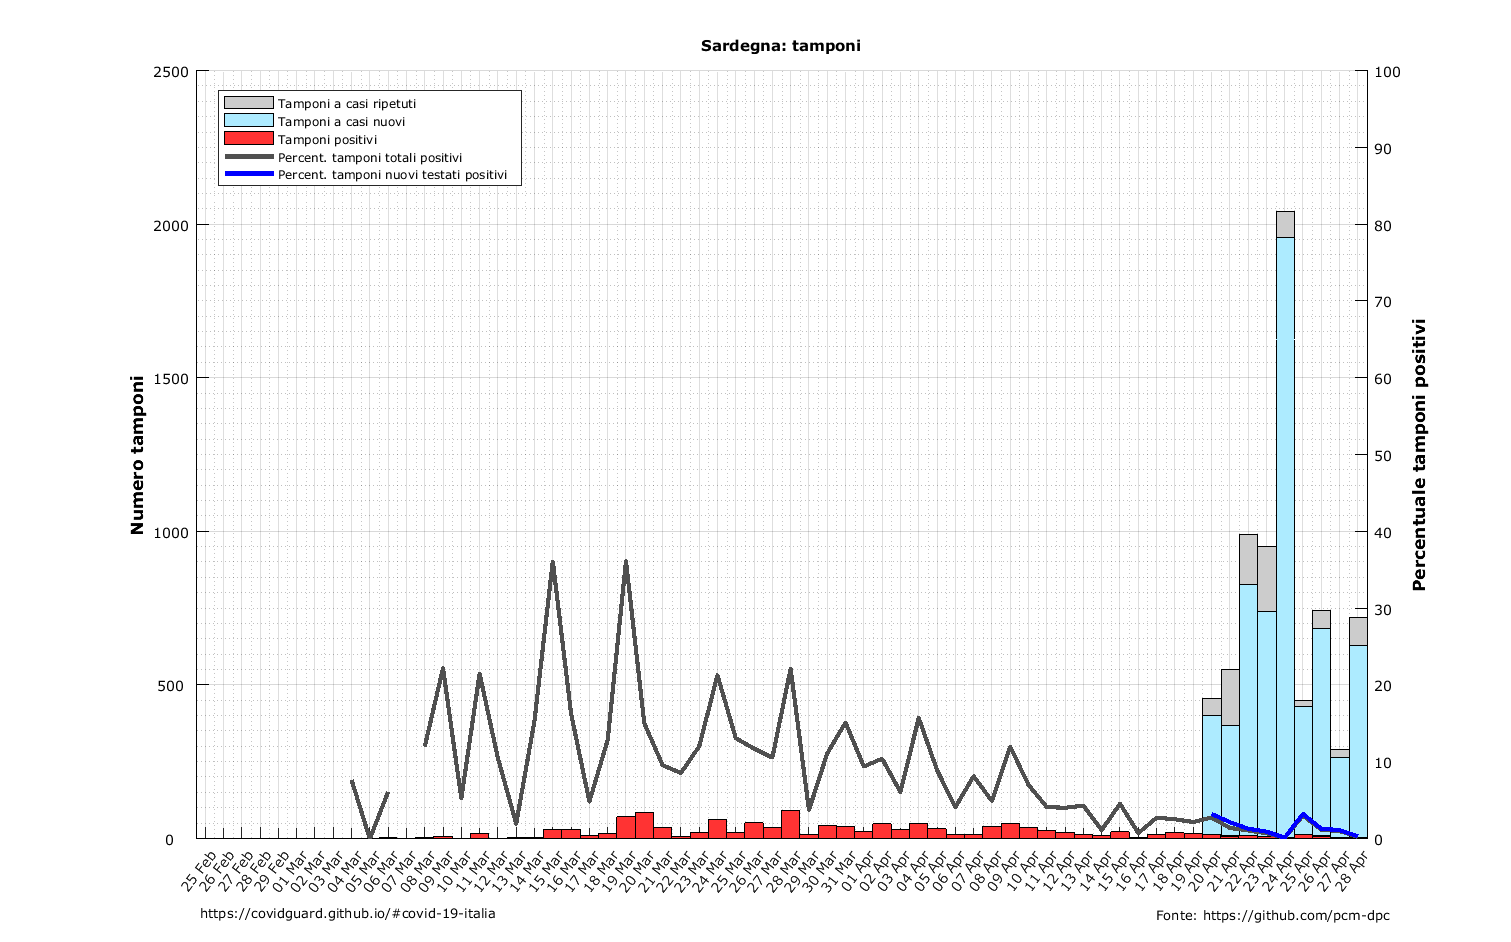 Sardegna: tamponi
Tamponi a casi ripetuti
Tamponi a casi nuovi
Tamponi positivi
Percent. tamponi totali positivi
Percent. tamponi nuovi testati positivi
Numero tamponi
2500
2000
1500
1000
500
0
Percentuale tamponi positivi
100
90
80
70
60
50
40
30
20
10
0
25 Feb
26 Feb
27 Feb
28 Feb
29 Feb
01 Mar
02 Mar
03 Mar
04 Mar
05 Mar
06 Mar
07 Mar
08 Mar
09 Mar
10 Mar
11 Mar
12 Mar
13 Mar
14 Mar
15 Mar
16 Mar
17 Mar
18 Mar
19 Mar
20 Mar
21 Mar
22 Mar
23 Mar
24 Mar
25 Mar
26 Mar
27 Mar
28 Mar
29 Mar
30 Mar
31 Mar
01 Apr
02 Apr
03 Apr
04 Apr
05 Apr
06 Apr
07 Apr
08 Apr
09 Apr
10 Apr
11 Apr
12 Apr
13 Apr
14 Apr
15 Apr
16 Apr
17 Apr
18 Apr
19 Apr
20 Apr
21 Apr
22 Apr
23 Apr
24 Apr
25 Apr
26 Apr
27 Apr
28 Apr
https://covidguard.github.io/#covid-19-italia
Fonte: https://github.com/pcm-dpc